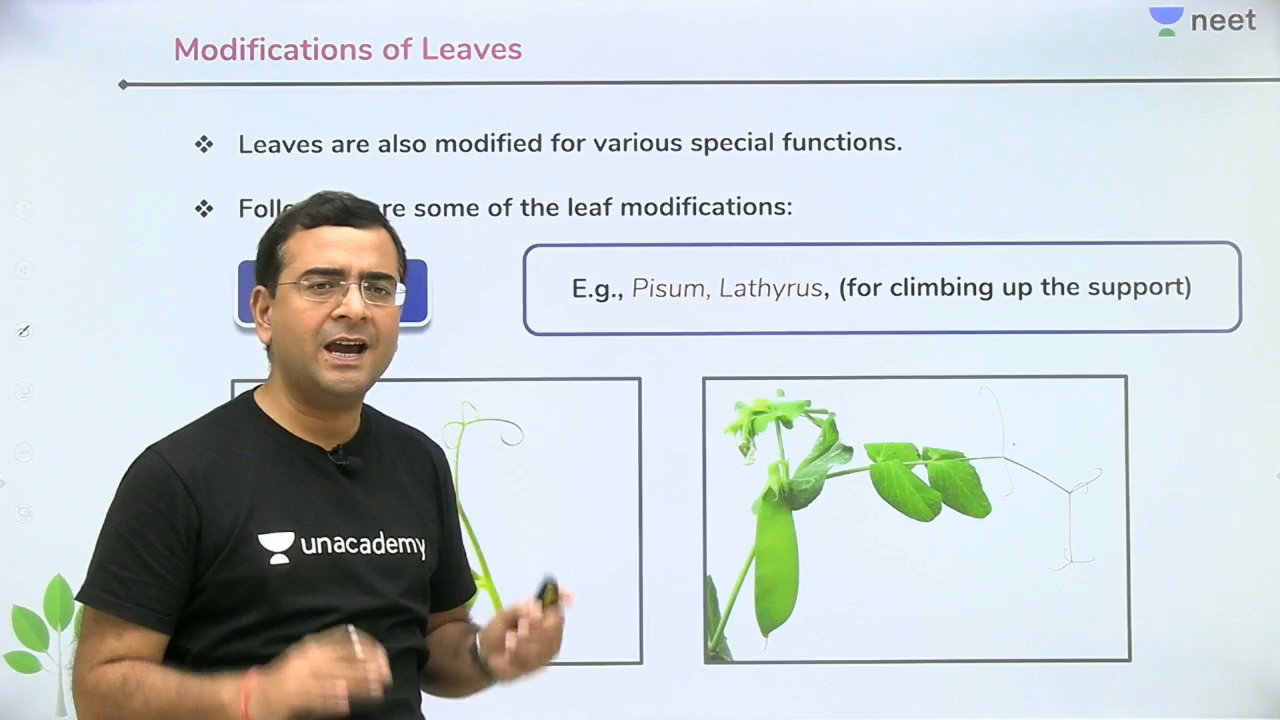 neet
Modifications of Leaves
❖ Leaves are also modified for various special functions.
❖ re some of the leaf modifications:
E.g., Pisum, Lathyrus, (for climbing up the support)
unacademy